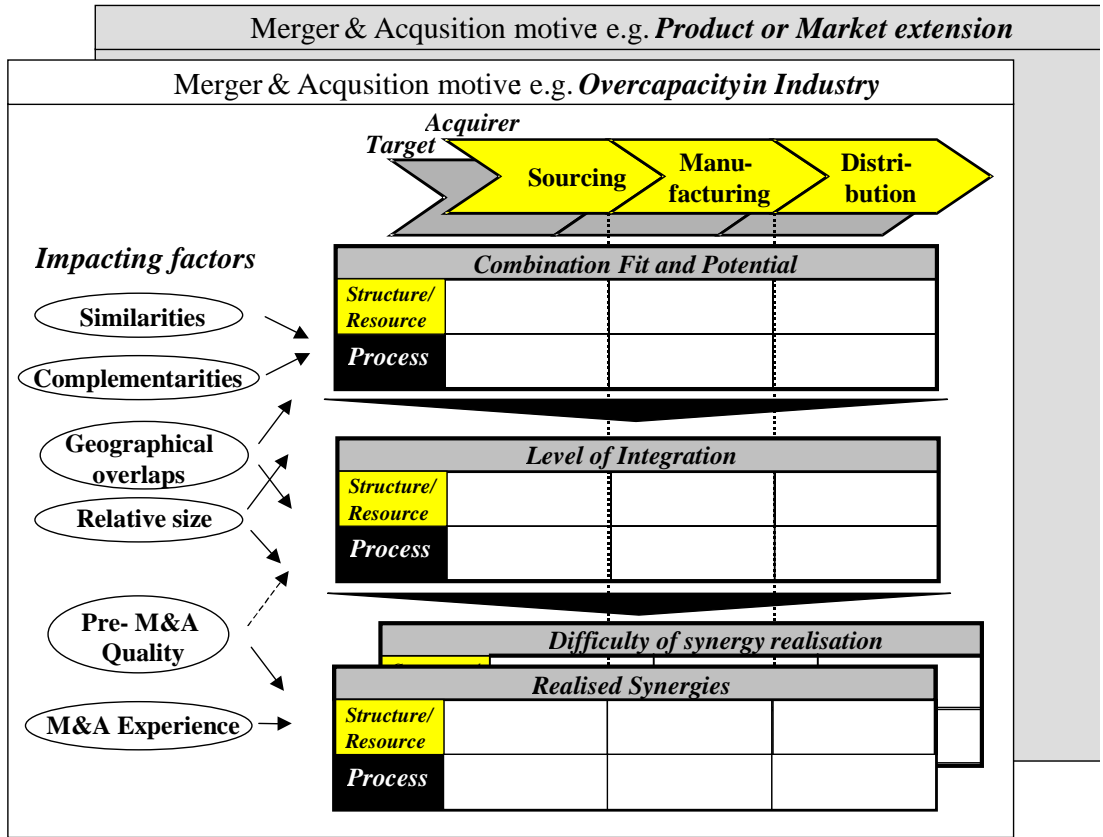 Merger & Acqusition motive e.g. Product or Market extension
Merger & Acqusition motive e.g. Overcapacityin Industry
Acquirer
Target
Sourcing
Manu-
facturing
Distri-
bution
Impacting factors
Similarities
Complementarities
Geographical
overlaps
Relative size
Pre- M&A
Quality
M&A Experience
Combination Fit and Potential
Structure/
Resource
Process
Level of Integration
Structure/
Resource
Process
Difficulty of synergy realisation
Realised Synergies
Structure/
Resource
Process